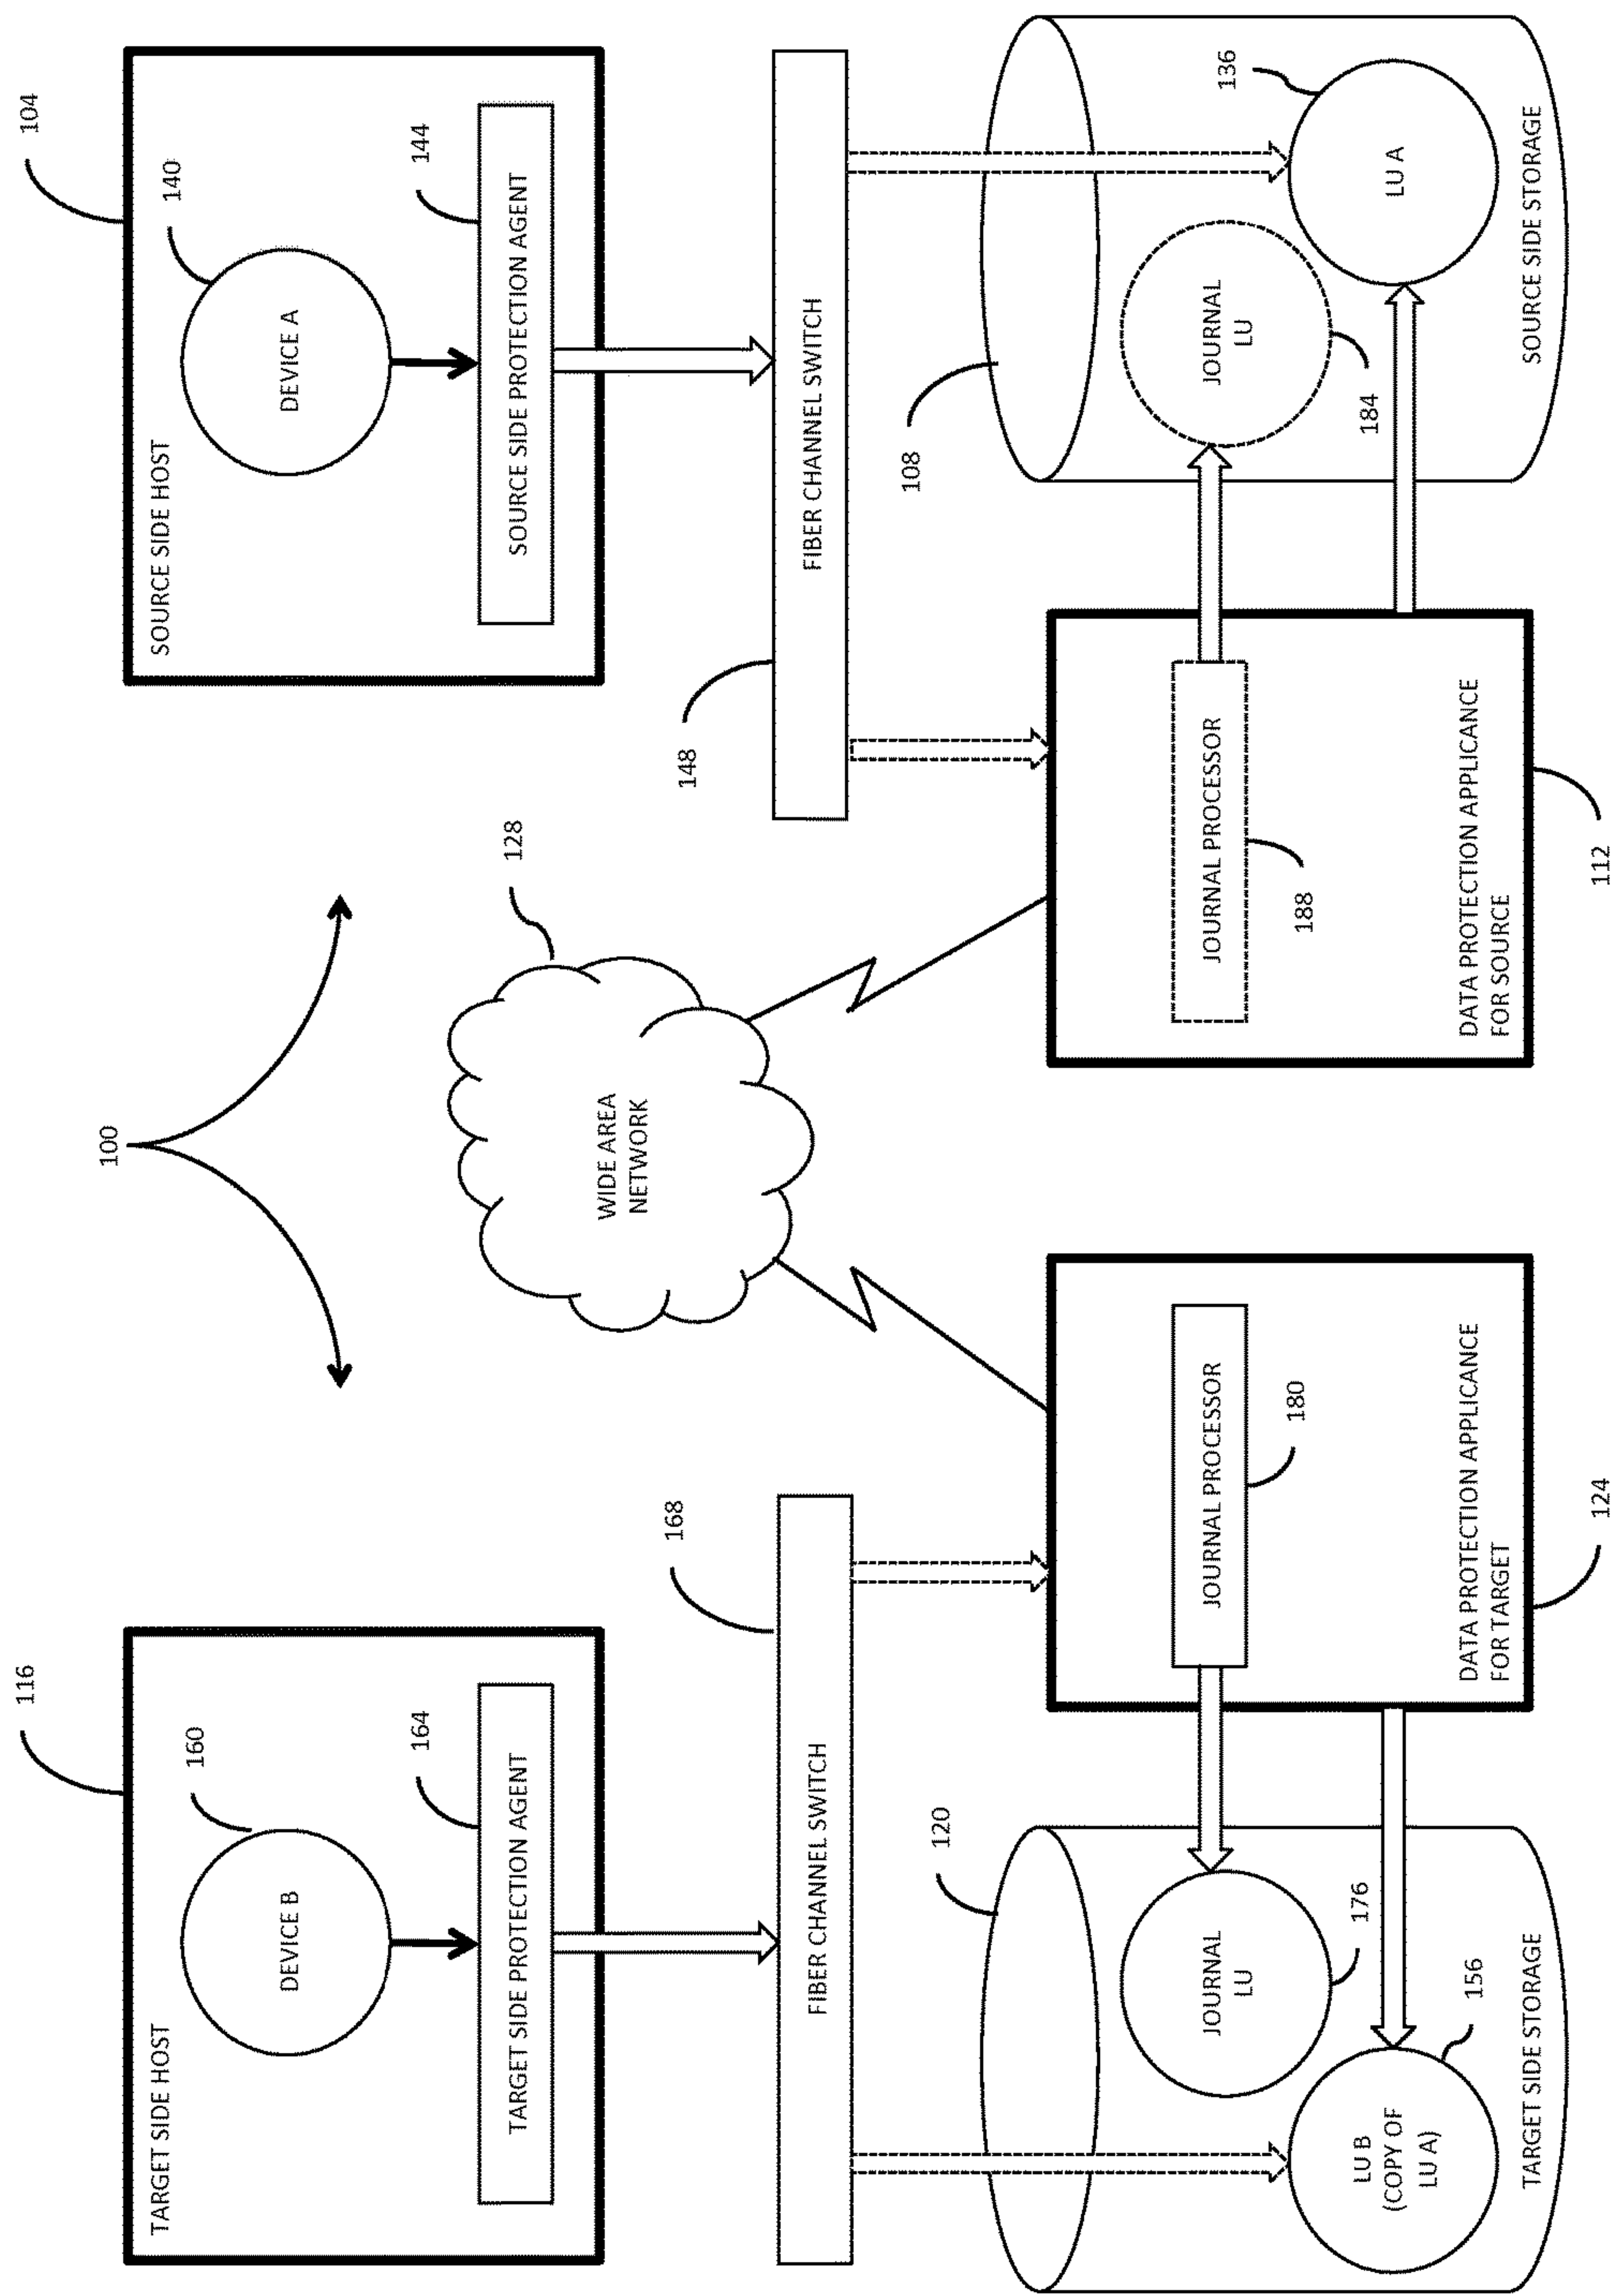 100
TARGET SIDE HOST
116
DEVICE B
160
TARGET SIDE PROTECTION AGENT
164
SOURCE SIDE HOST
104
DEVICE A
140
SOURCE SIDE PROTECTION AGENT
144
WIDE AREA
NETWORK
128
FIBER CHANNEL SWITCH
168
FIBER CHANNEL SWITCH
148
120
JOURNAL
LU
176
LU B
(COPY OF
LU A)
156
TARGET SIDE STORAGE
JOURNAL PROCESSOR
180
DATA PROTECTION APPLICANCE
FOR TARGET
124
JOURNAL PROCESSOR
188
DATA PROTECTION APPLICANCE
FOR SOURCE
112
108
JOURNAL
LU
184
LU A
136
SOURCE SIDE STORAGE